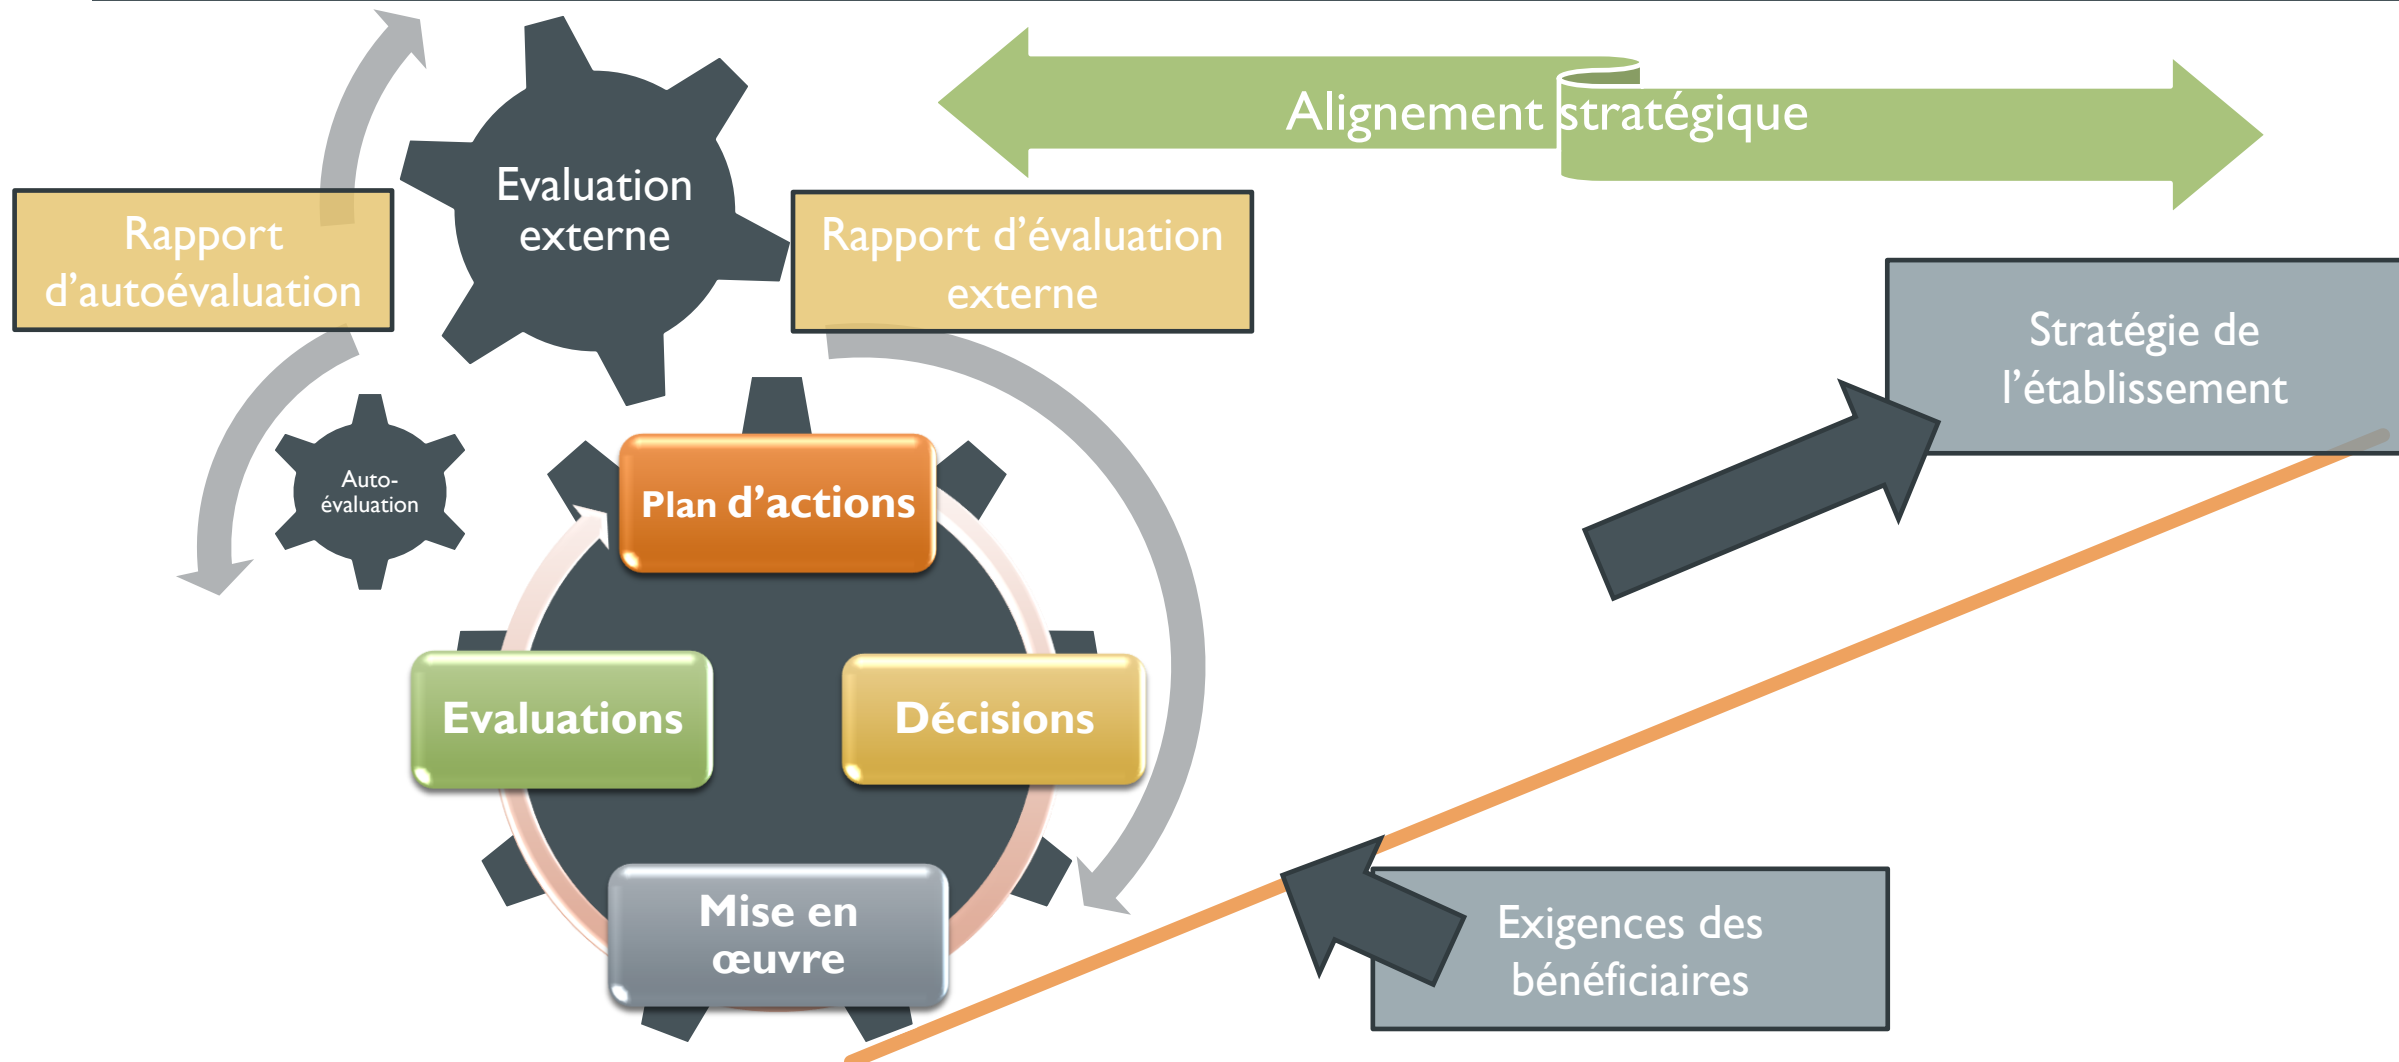 Alignement stratégique
Evaluation
externe
Rapport
d’autoévaluation
Rapport d’évaluation
externe
Stratégie de
l’établissement
Auto-
évaluation
Plan d’actions
Evaluations
Décisions
Mise en
œuvre
Exigences des
bénéficiaires